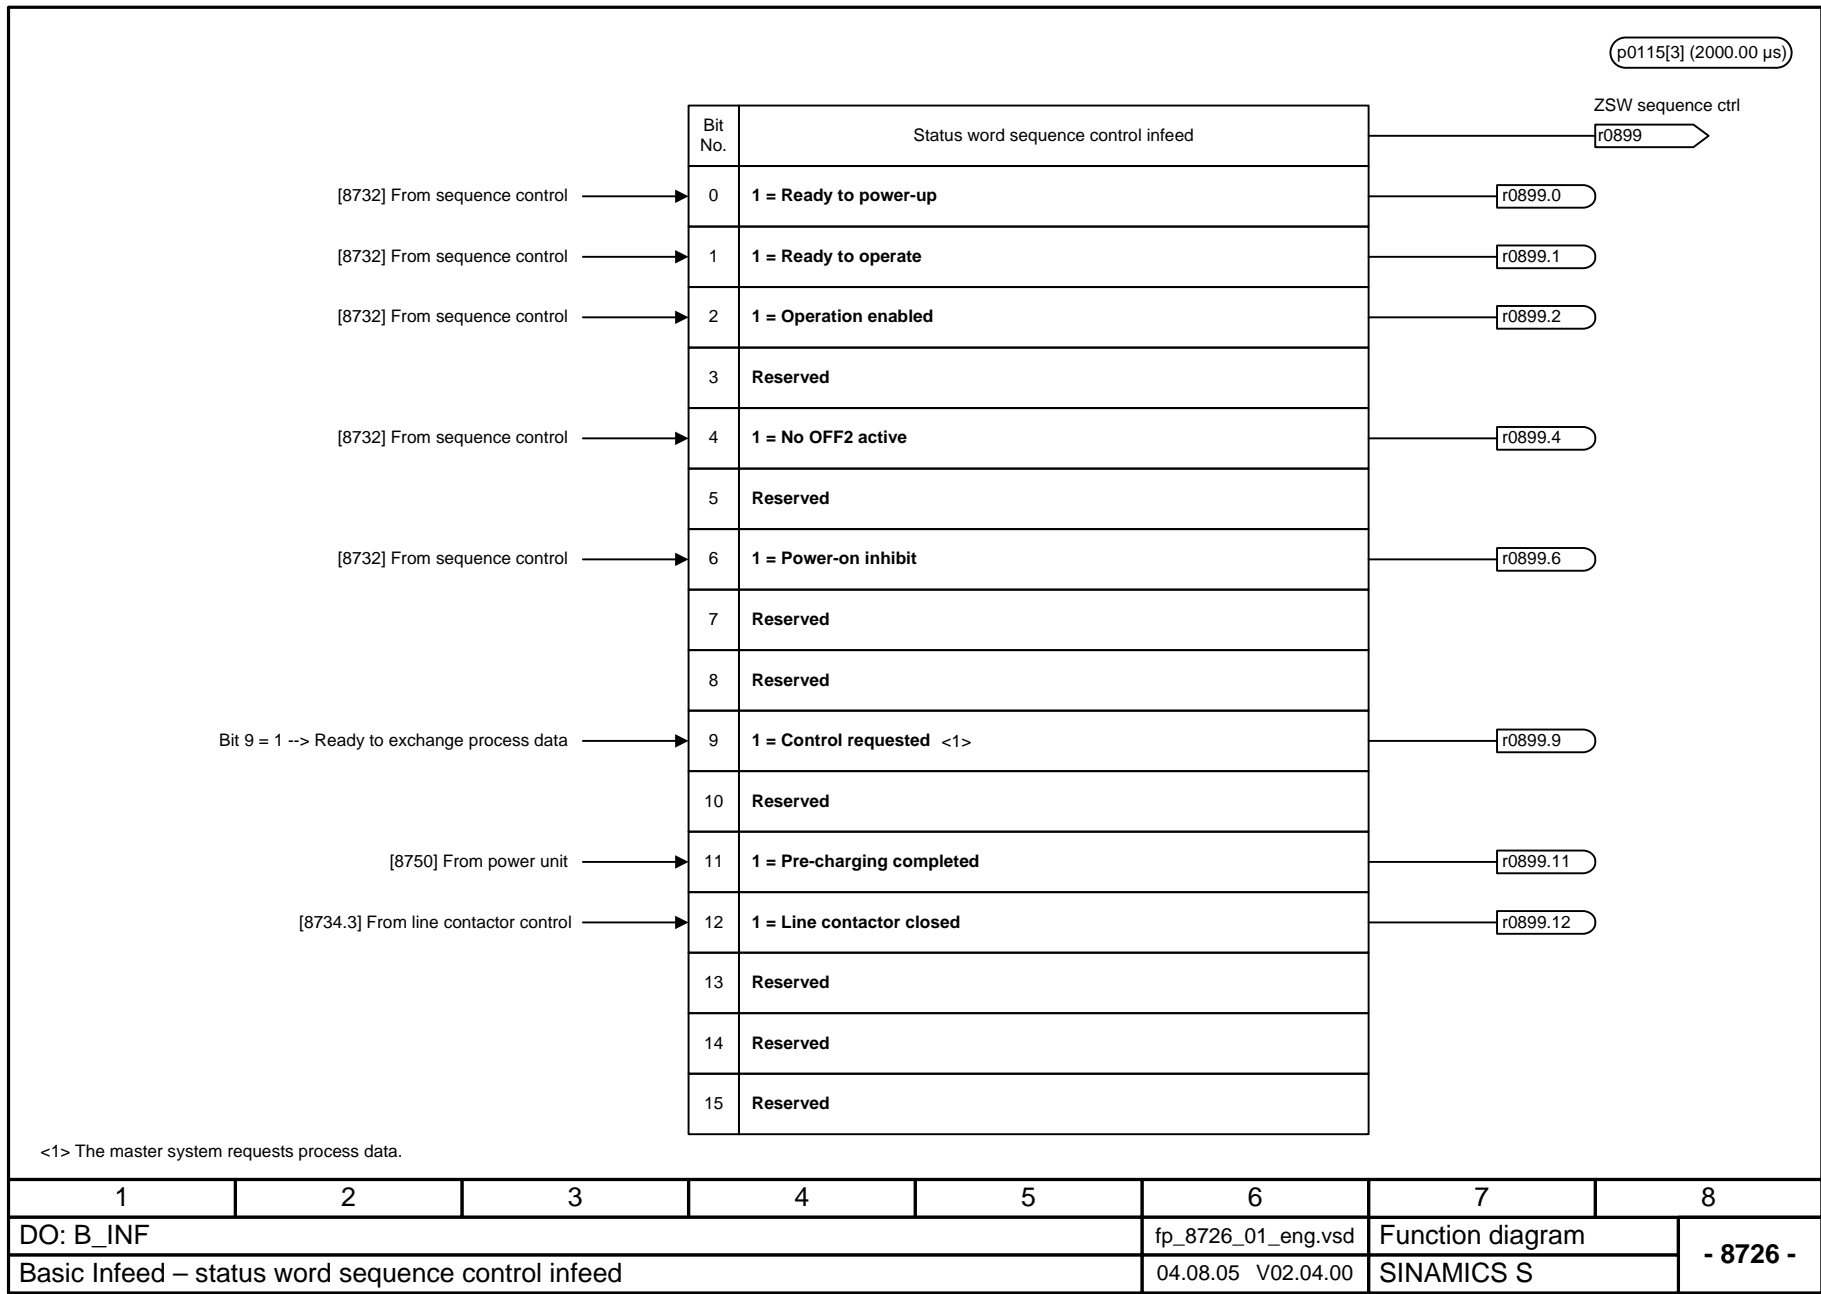 p0115[3] (2000.00 µs)
ZSW sequence ctrl
Bit No. Status word sequence control infeed r0899
[8732] From sequence control 0 1 = Ready to power-up r0899.0
[8732] From sequence control 1 1 = Ready to operate r0899.1
[8732] From sequence control 2 1 = Operation enabled r0899.2
3 Reserved
[8732] From sequence control 4 1 = No OFF2 active r0899.4
5 Reserved
[8732] From sequence control 6 1 = Power-on inhibit r0899.6
7 Reserved
8 Reserved
Bit 9 = 1 --> Ready to exchange process data 9 1 = Control requested <1> r0899.9
10 Reserved
[8750] From power unit 11 1 = Pre-charging completed r0899.11
[8734.3] From line contactor control 12 1 = Line contactor closed r0899.12
13 Reserved
14 Reserved
15 Reserved
<1> The master system requests process data.
1 2 3 4 5 6 7 8
DO: B_INF fp_8726_01_eng.vsd Function diagram - 8726 -
Basic Infeed – status word sequence control infeed 04.08.05 V02.04.00 SINAMICS S